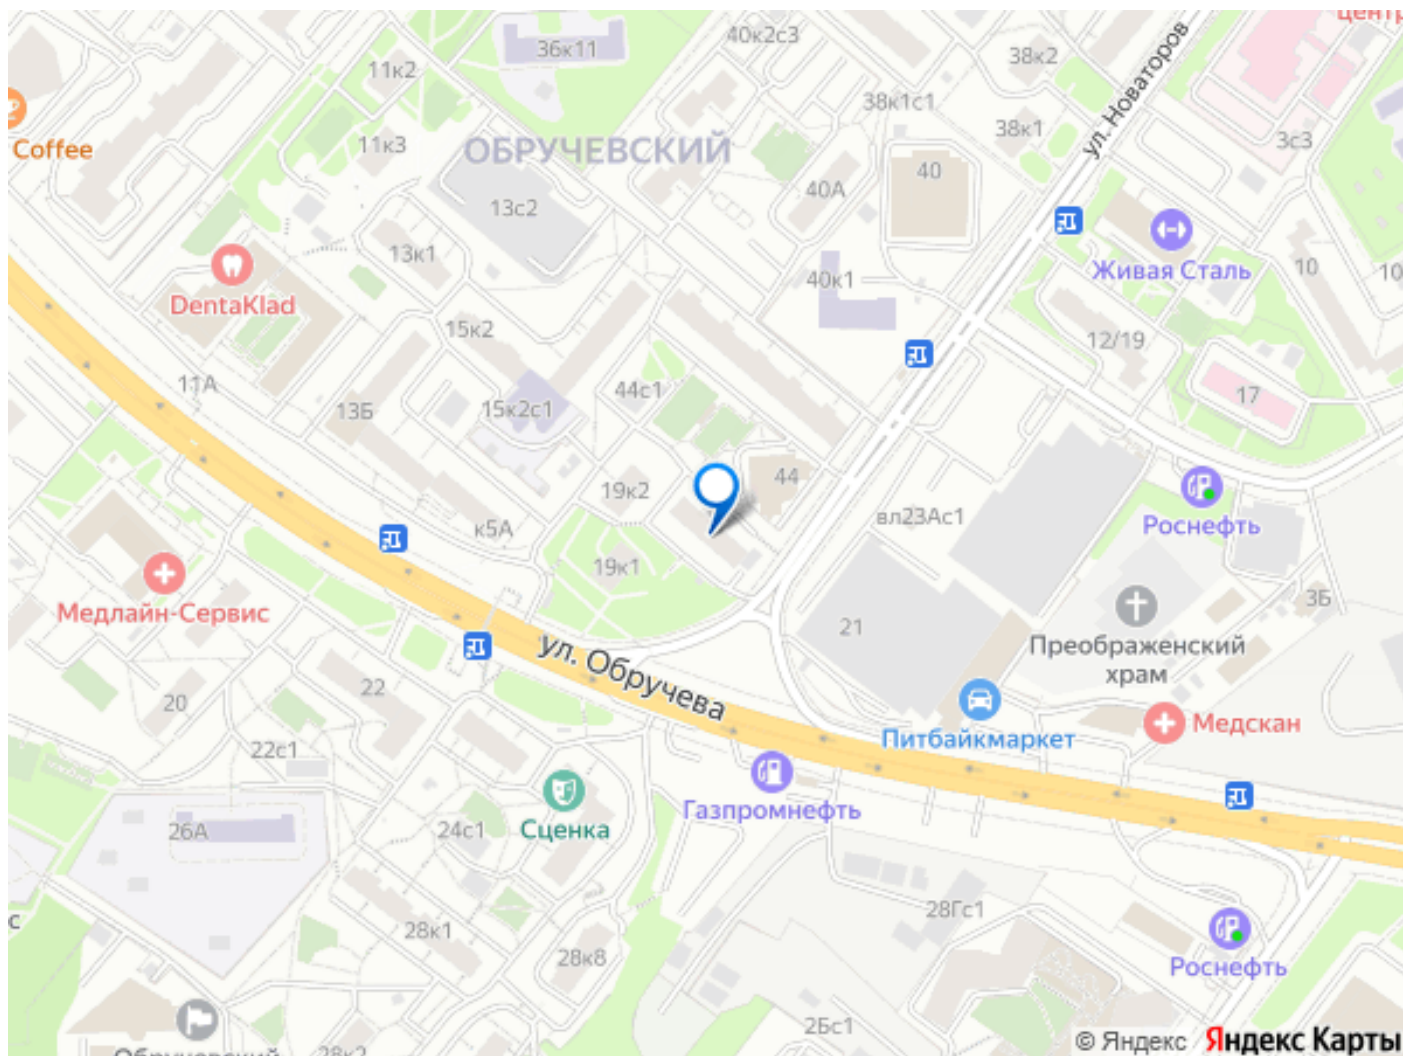 центр
40к2с3
36к11
38к2
11к2
ул. Новаторов
38к1с1
38к1
Coffee
11к3
ОБРУЧЕВСКИЙ
3с3
40
40А
13с2
13к1
Живая Сталь
10
10
40к1
DentaKlad
15к2
12/19
11А
44с1
17
13Б
15к2с1
44
19к2
вл23Ас1
Роснефть
к5А
19к1
3Б
Медлайн-Сервис
21
Преображенский
храм
ул. Обручева
22
20
Медскан
Питбайкмаркет
22с1
Газпромнефть
Сценка
26А
24с1
с
28Гс1
28к1
28к8
Роснефть
2Бс1
© Яндекс Яндекс Карты
Обручевский
28к2